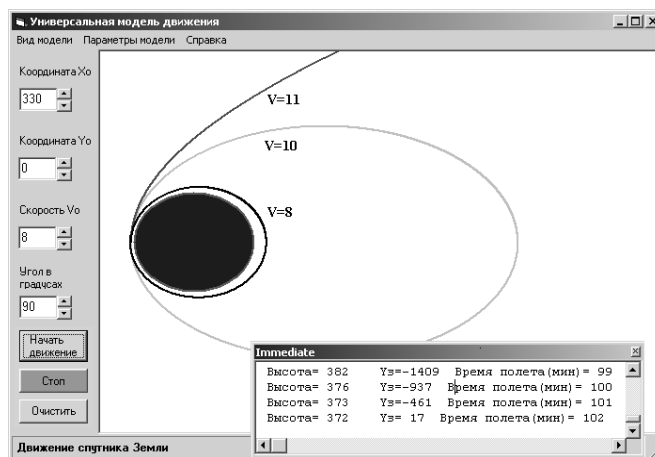 Универсальная модель движения
Вид модели Параметры модели Справка
Координата Xo
330
Координата Yo
0
Скорость Vo
8
Угол в
градусах
90
Начать
движение
Стоп
Очистить
V=11
V=10
V=8
Immediate
Высота= 382 Yз=-1409 Время полета(мин)= 99
Высота= 376 Yз=-937 Время полета(мин)= 100
Высота= 373 Yз=-461 Время полета(мин)= 101
Высота= 372 Yз= 17 Время полета(мин)= 102
Движение спутника Земли